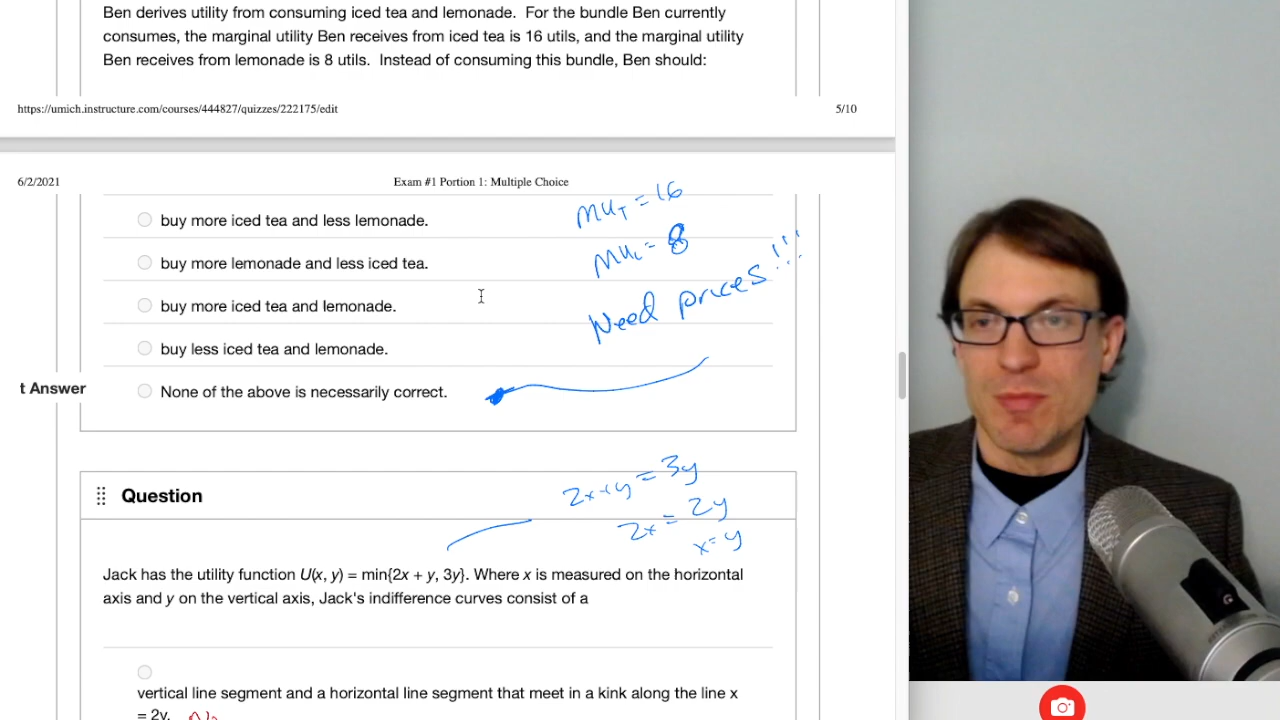 Ben derives utility from consuming iced tea and lemonade.  For the bundle Ben currently
consumes, the marginal utility Ben receives from iced tea is 16 utils, and the marginal utility
Ben receives from lemonade is 8 utils.  Instead of consuming this bundle, Ben should:
https://umich.instructure.com/courses/444827/quizzes/222175/edit
5/10
6/2/2021
Exam #1 Portion 1: Multiple Choice
MU_T = 16
buy more iced tea and less lemonade.
MU_L = 8
buy more lemonade and less iced tea.
Need prices!!!
buy more iced tea and lemonade.
buy less iced tea and lemonade.
t Answer
None of the above is necessarily correct.
2x+y = 3y
Question
2x = 2y
x=y
Jack has the utility function U(x, y) = min{2x + y, 3y}. Where x is measured on the horizontal
axis and y on the vertical axis, Jack's indifference curves consist of a
vertical line segment and a horizontal line segment that meet in a kink along the line x
= 2y.